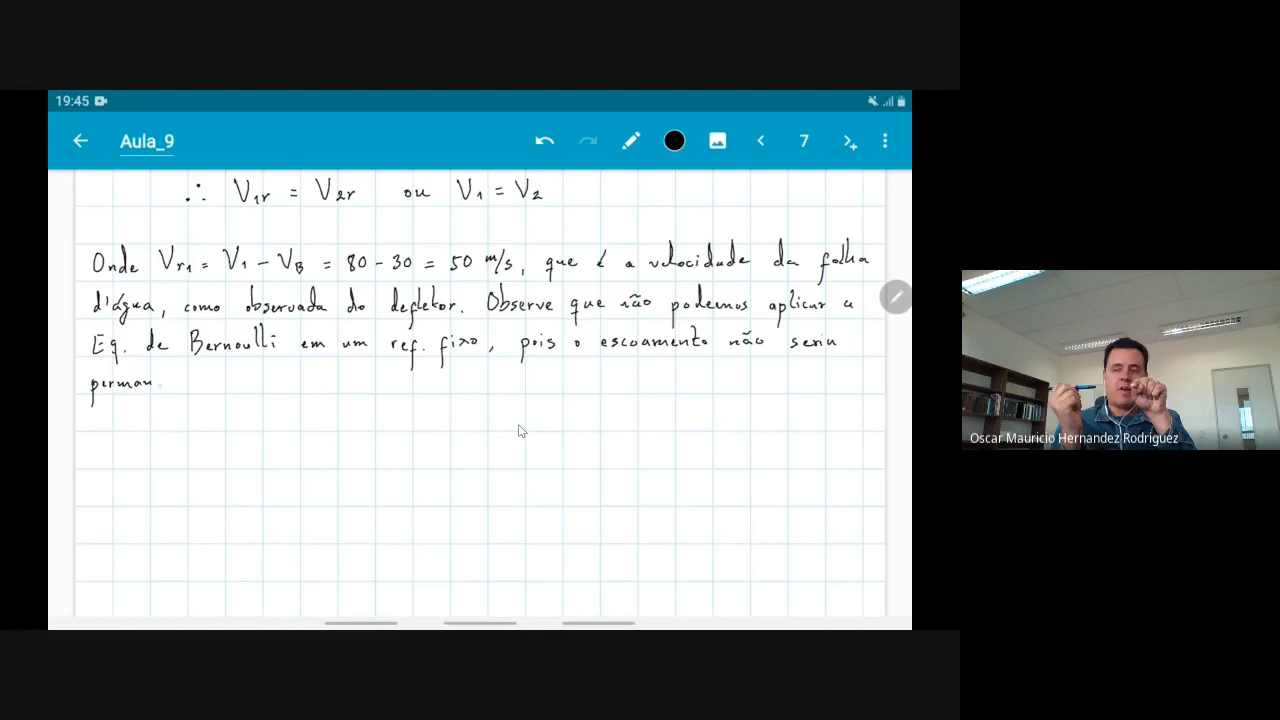 19:45
Aula_9
7
∴ V1r = V2r ou V1 = V2
Onde Vr1 = V1 - VB = 80 - 30 = 50 m/s, que é a velocidade da folha
d'água, como observada do defletor. Observe que não podemos aplicar a
Eq. de Bernoulli em um ref. fixo, pois o escoamento não seria
perman
Oscar Mauricio Hernandez Rodriguez